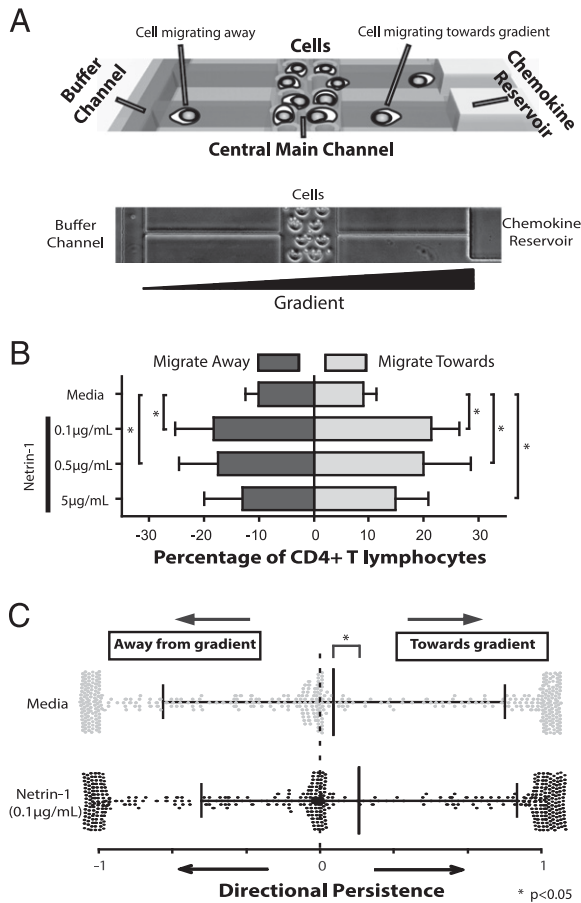 A
Cell migrating away
Cell migrating towards gradient
Cells
Buffer
Channel
Chemokine
Reservoir
Central Main Channel
Cells
Buffer
Channel
Chemokine
Reservoir
Gradient
B
Migrate Away
Migrate Towards
Media
0.1µg/mL
0.5µg/mL
5µg/mL
Netrin-1
*
*
*
*
*
-30 -20 -10 0 10 20 30
Percentage of CD4+ T lymphocytes
C
Away from gradient
*
Towards gradient
Media
Netrin-1
(0.1µg/mL)
-1 0 1
Directional Persistence
* p<0.05